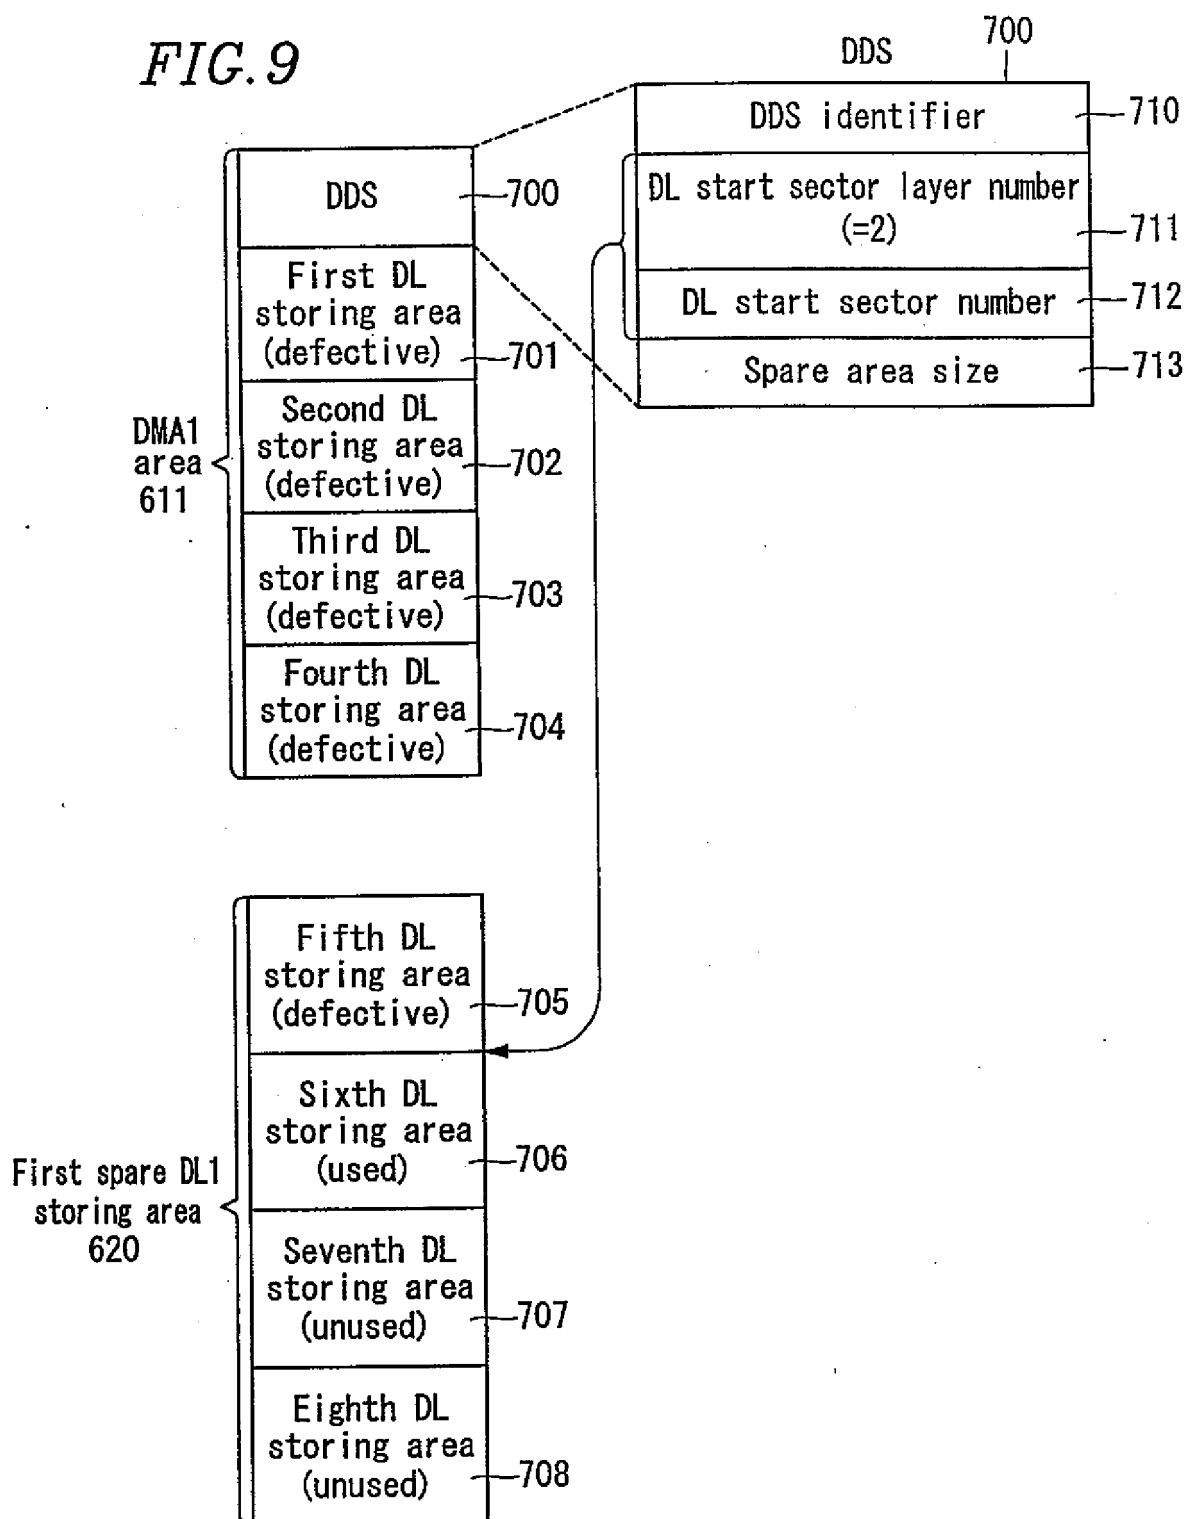 FIG.9
DDS
700
DDS identifier
710
DL start sector layer number
(=2)
711
DL start sector number
712
Spare area size
713
DDS
700
First DL
storing area
(defective)
701
Second DL
storing area
(defective)
702
Third DL
storing area
(defective)
703
Fourth DL
storing area
(defective)
704
DMA1
area
611
Fifth DL
storing area
(defective)
705
Sixth DL
storing area
(used)
706
Seventh DL
storing area
(unused)
707
Eighth DL
storing area
(unused)
708
First spare DL1
storing area
620